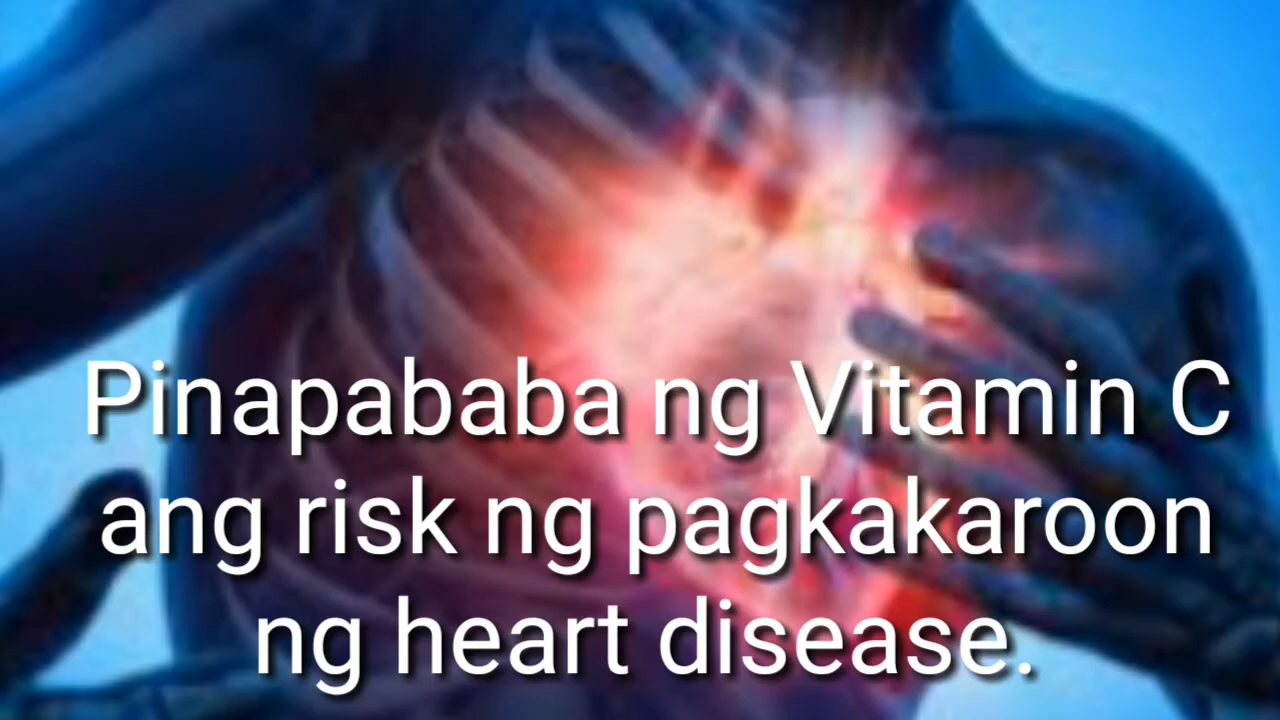 Pinapababa ng Vitamin C
ang risk ng pagkakaroon
ng heart disease.